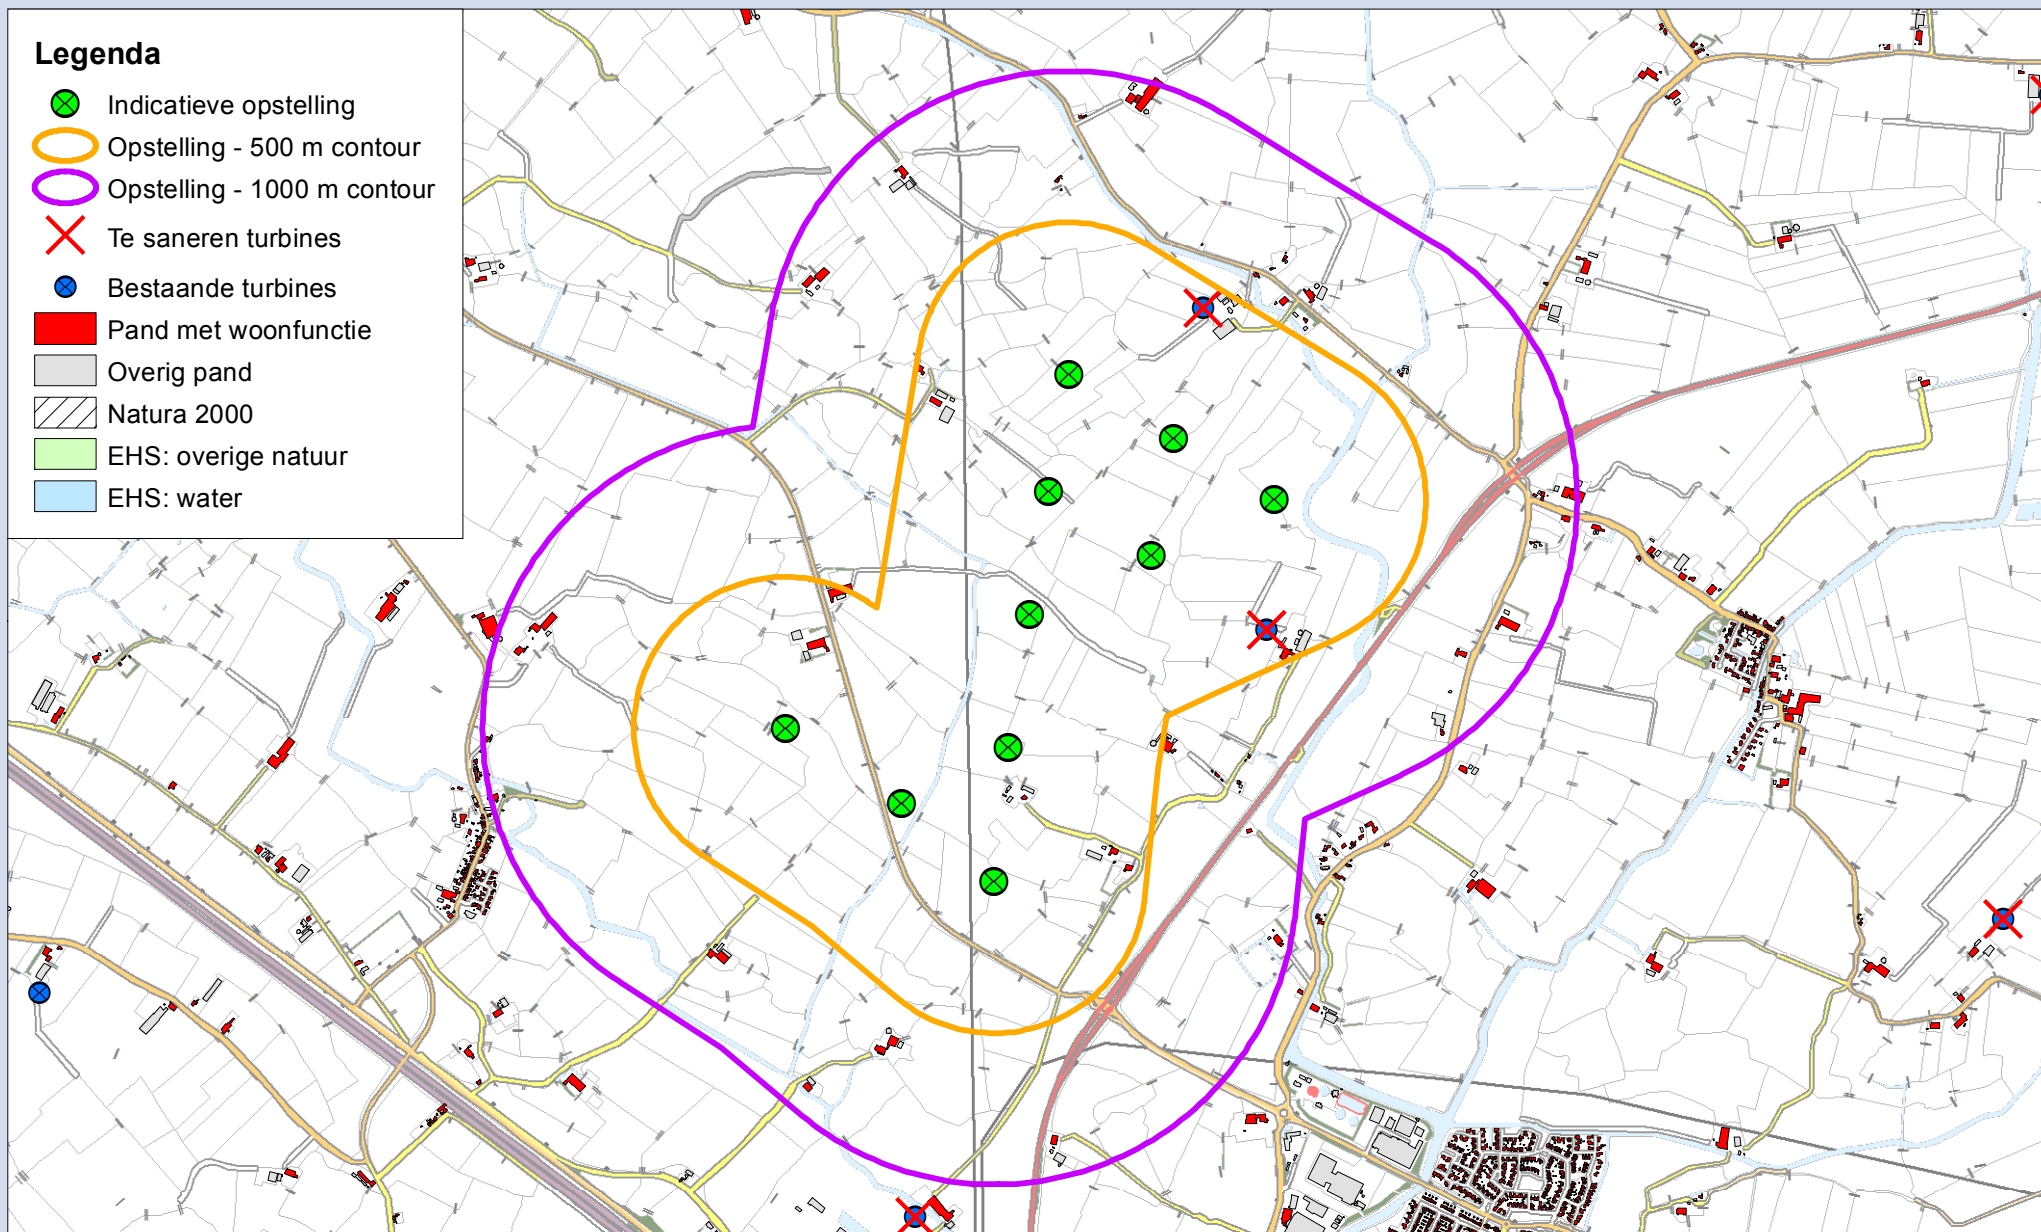 Legenda
Indicatieve opstelling
Opstelling - 500 m contour
Opstelling - 1000 m contour
Te saneren turbines
Bestaande turbines
Pand met woonfunctie
Overig pand
Natura 2000
EHS: overige natuur
EHS: water